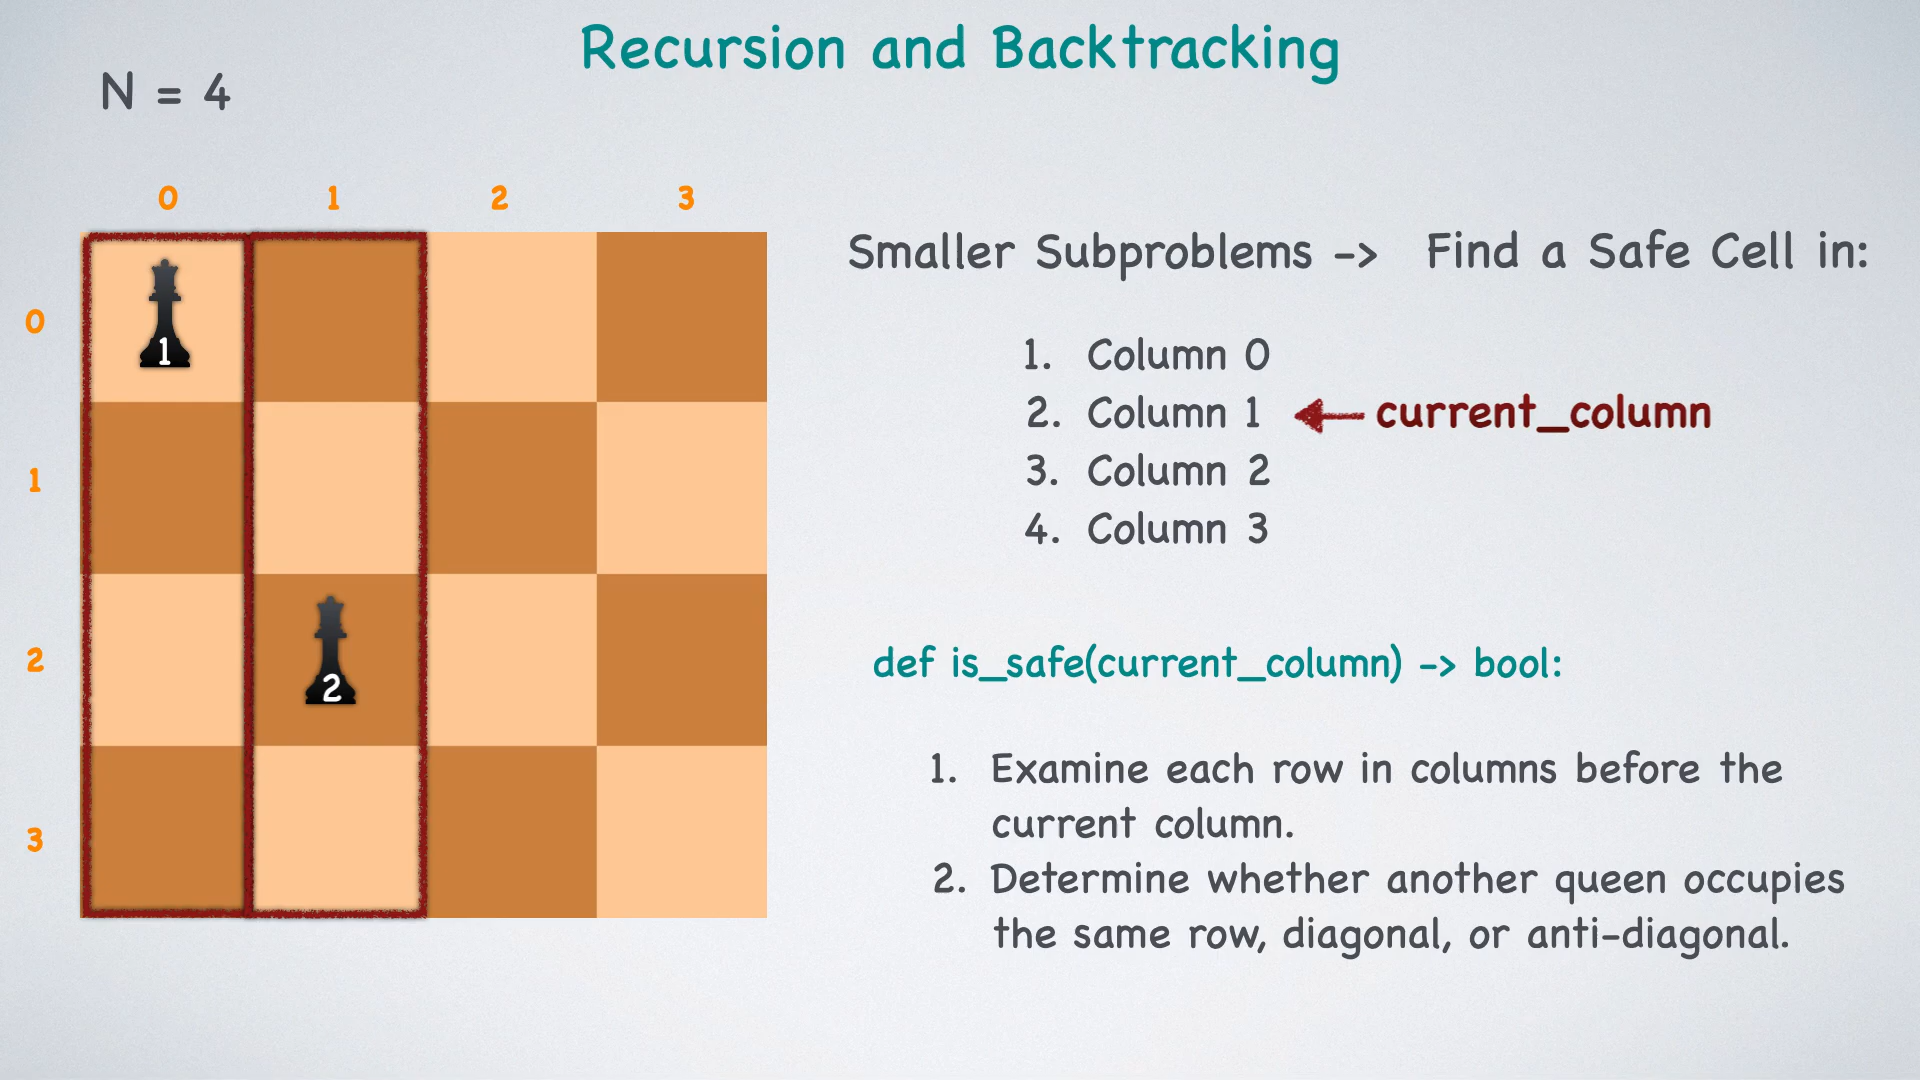 Recursion and Backtracking
N = 4
0 1 2 3
0
1
2
3
1
2
Smaller Subproblems -> Find a Safe Cell in:
1. Column 0
2. Column 1 current_column
3. Column 2
4. Column 3
def is_safe(current_column) -> bool:
1. Examine each row in columns before the
current column.
2. Determine whether another queen occupies
the same row, diagonal, or anti-diagonal.